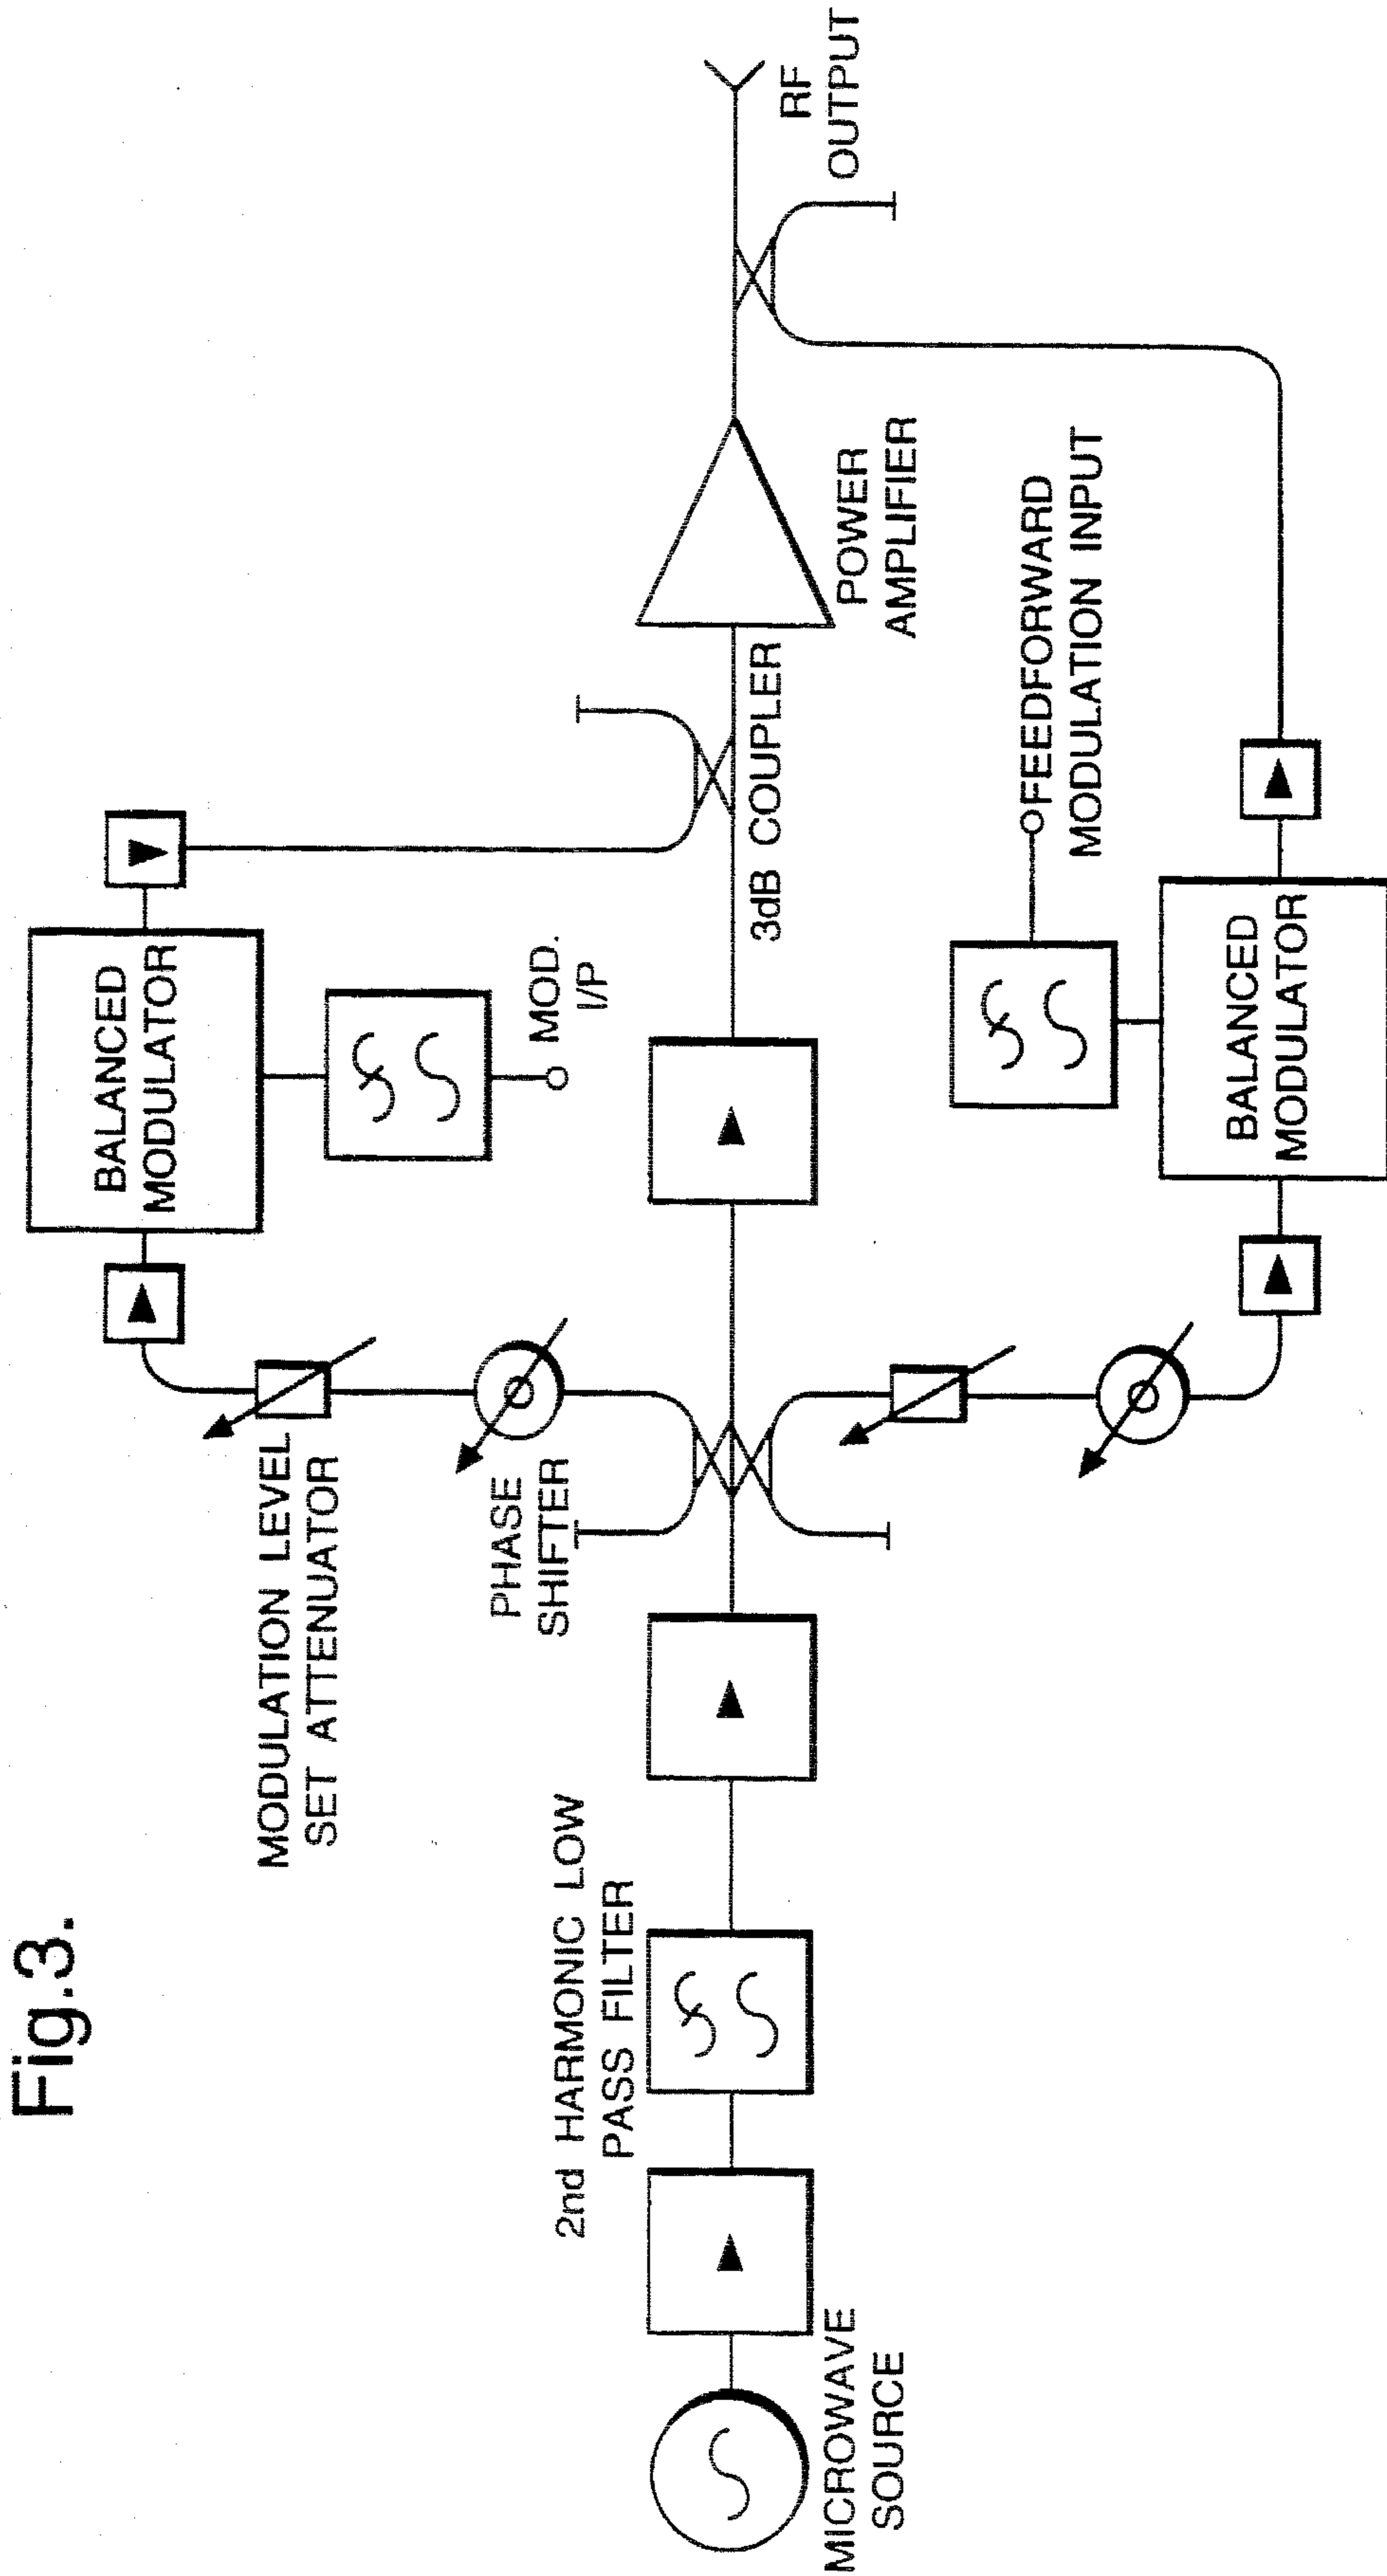 Fig.3.
BALANCED
MODULATOR
MODULATION LEVEL
SET ATTENUATOR
MOD.
I/P
PHASE
SHIFTER
2nd HARMONIC LOW
PASS FILTER
3dB COUPLER
RF
OUTPUT
POWER
AMPLIFIER
MICROWAVE
SOURCE
FEEDFORWARD
MODULATION INPUT
BALANCED
MODULATOR